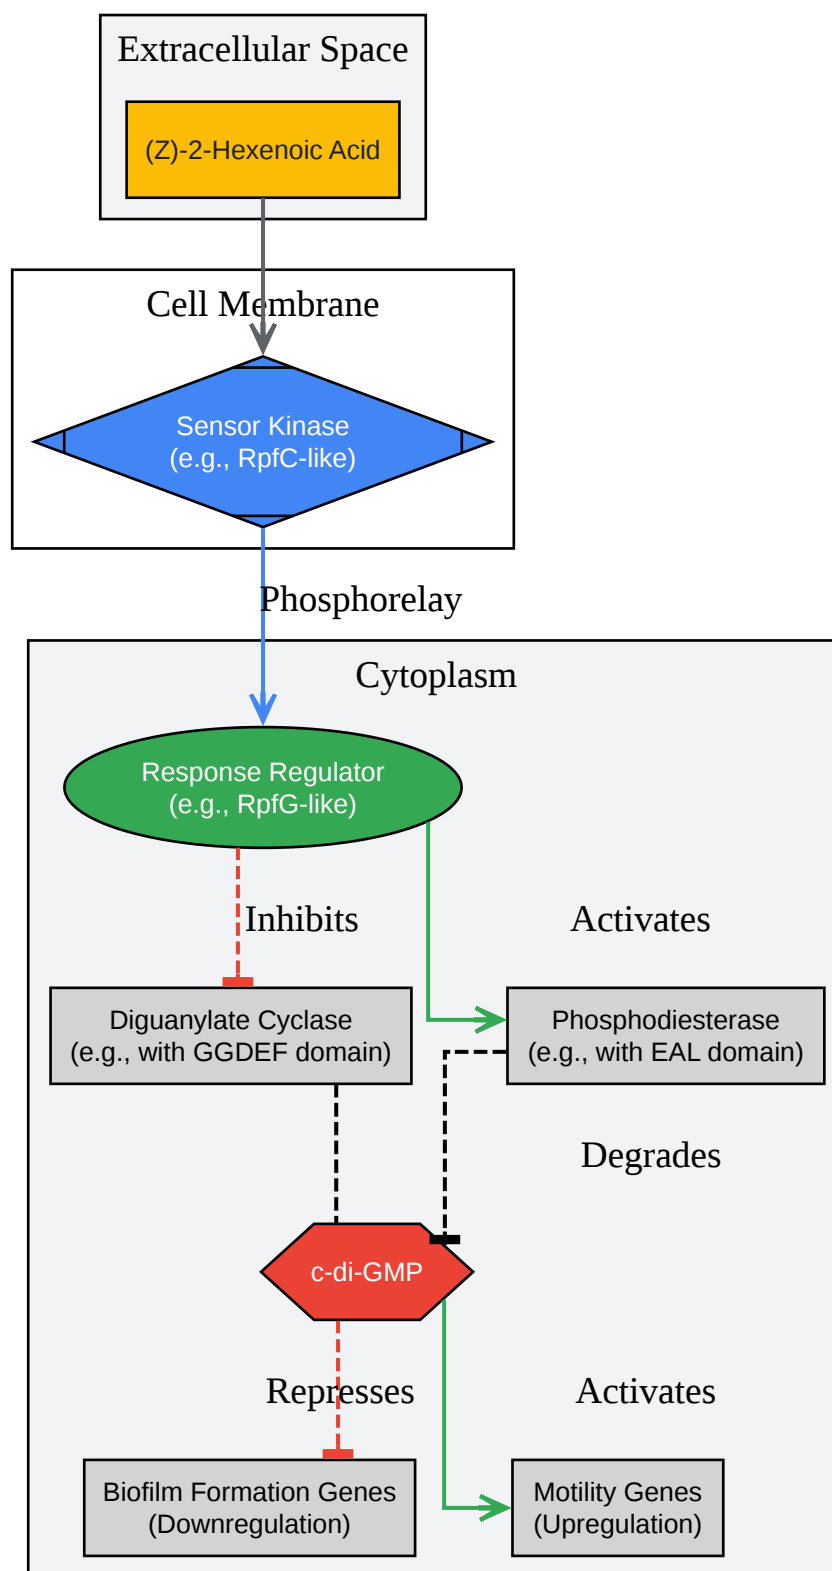 Extracellular Space
(Z)-2-Hexenoic Acid
Cell Membrane
Sensor Kinase
(e.g., RpfC-like)
Phosphorelay
Cytoplasm
Response Regulator
(e.g., RpfG-like)
Inhibits
Activates
Diguanylate Cyclase
(e.g., with GGDEF domain)
Phosphodiesterase
(e.g., with EAL domain)
Degrades
c-di-GMP
Represses
Activates
Biofilm Formation Genes
(Downregulation)
Motility Genes
(Upregulation)